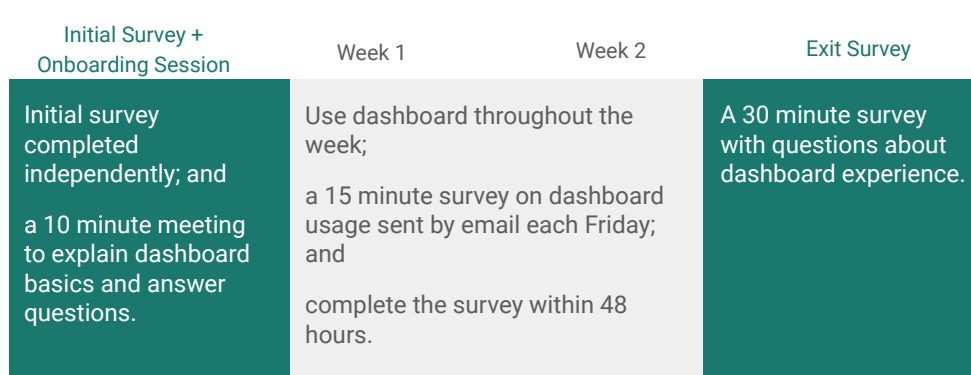 Initial Survey +
Onboarding Session
Week 1
Week 2
Exit Survey
Initial survey
completed
independently; and
a 10 minute meeting
to explain dashboard
basics and answer
questions.
Use dashboard throughout the
week;
a 15 minute survey on dashboard
usage sent by email each Friday;
and
complete the survey within 48
hours.
A 30 minute survey
with questions about
dashboard experience.